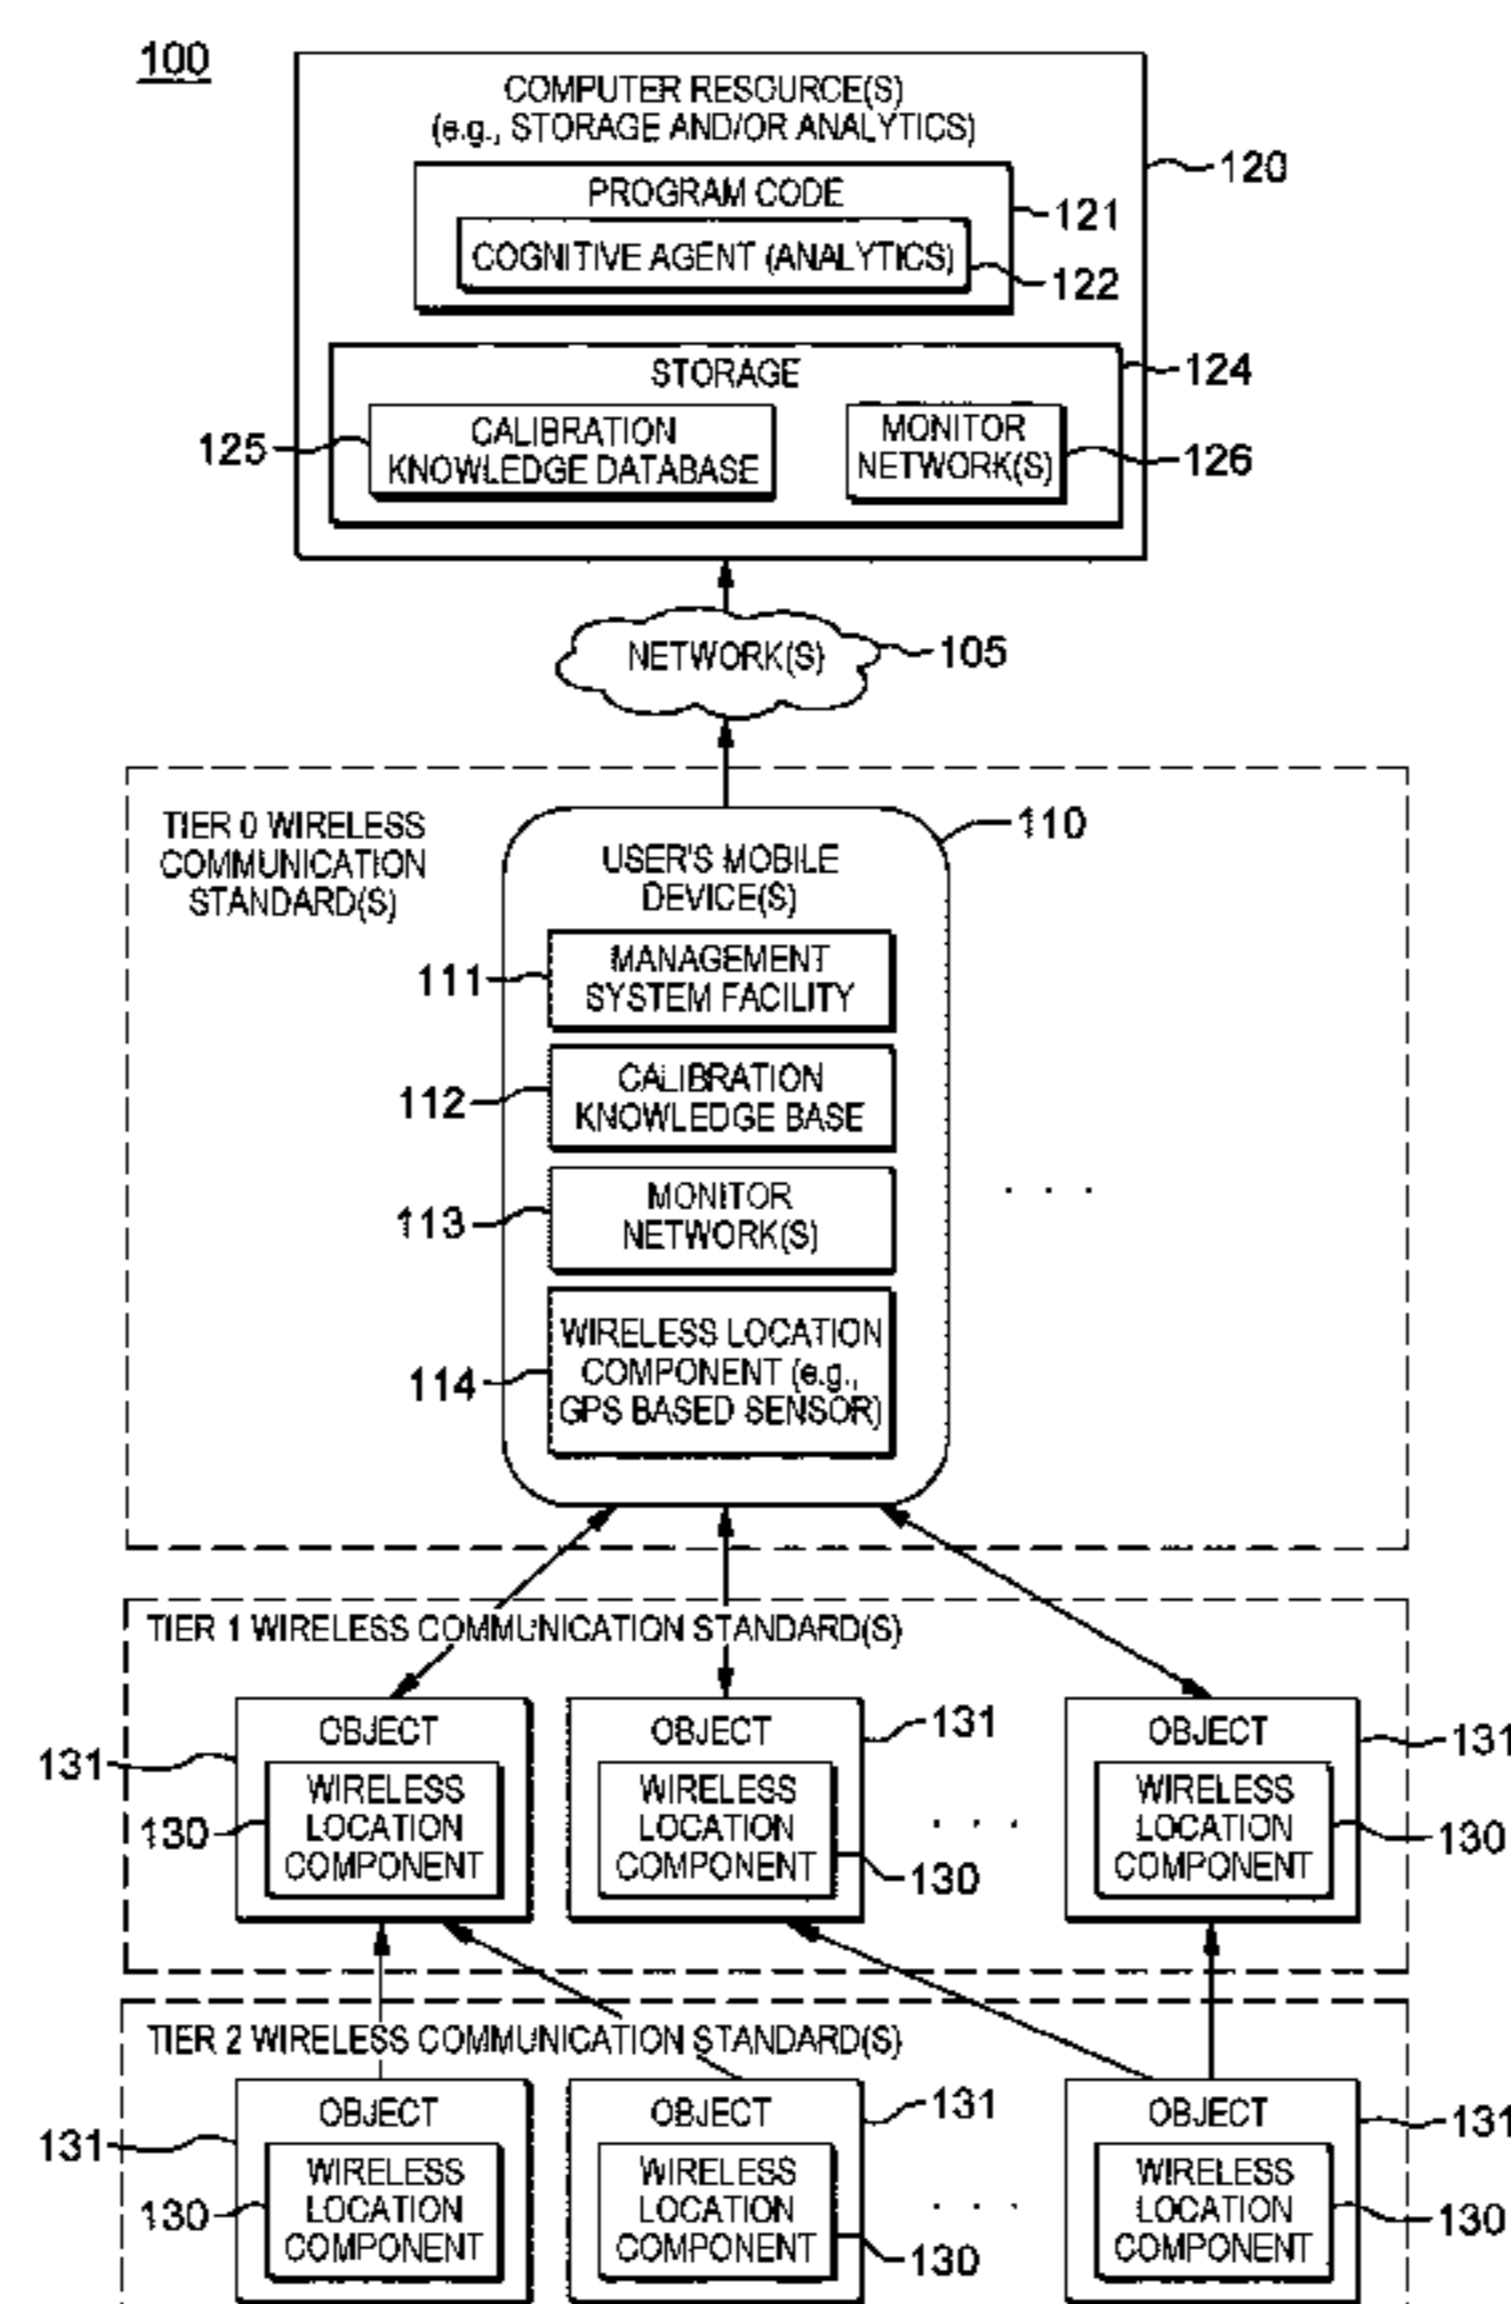 100
COMPUTER RESOURCE(S)
(e.g., STORAGE AND/OR ANALYTICS)
120
PROGRAM CODE
121
COGNITIVE AGENT (ANALYTICS)
122
STORAGE
124
125
CALIBRATION
KNOWLEDGE DATABASE
MONITOR
NETWORK(S)
126
NETWORK(S)
105
TIER 0 WIRELESS
COMMUNICATION
STANDARD(S)
110
USER'S MOBILE
DEVICE(S)
111
MANAGEMENT
SYSTEM FACILITY
112
CALIBRATION
KNOWLEDGE BASE
113
MONITOR
NETWORK(S)
. . .
114
WIRELESS LOCATION
COMPONENT (e.g.,
GPS BASED SENSOR)
TIER 1 WIRELESS COMMUNICATION STANDARD(S)
131
OBJECT
130
WIRELESS
LOCATION
COMPONENT
OBJECT
131
WIRELESS
LOCATION
COMPONENT
130
. . .
OBJECT
131
WIRELESS
LOCATION
COMPONENT
130
TIER 2 WIRELESS COMMUNICATION STANDARD(S)
131
OBJECT
130
WIRELESS
LOCATION
COMPONENT
OBJECT
131
WIRELESS
LOCATION
COMPONENT
130
. . .
OBJECT
131
WIRELESS
LOCATION
COMPONENT
130